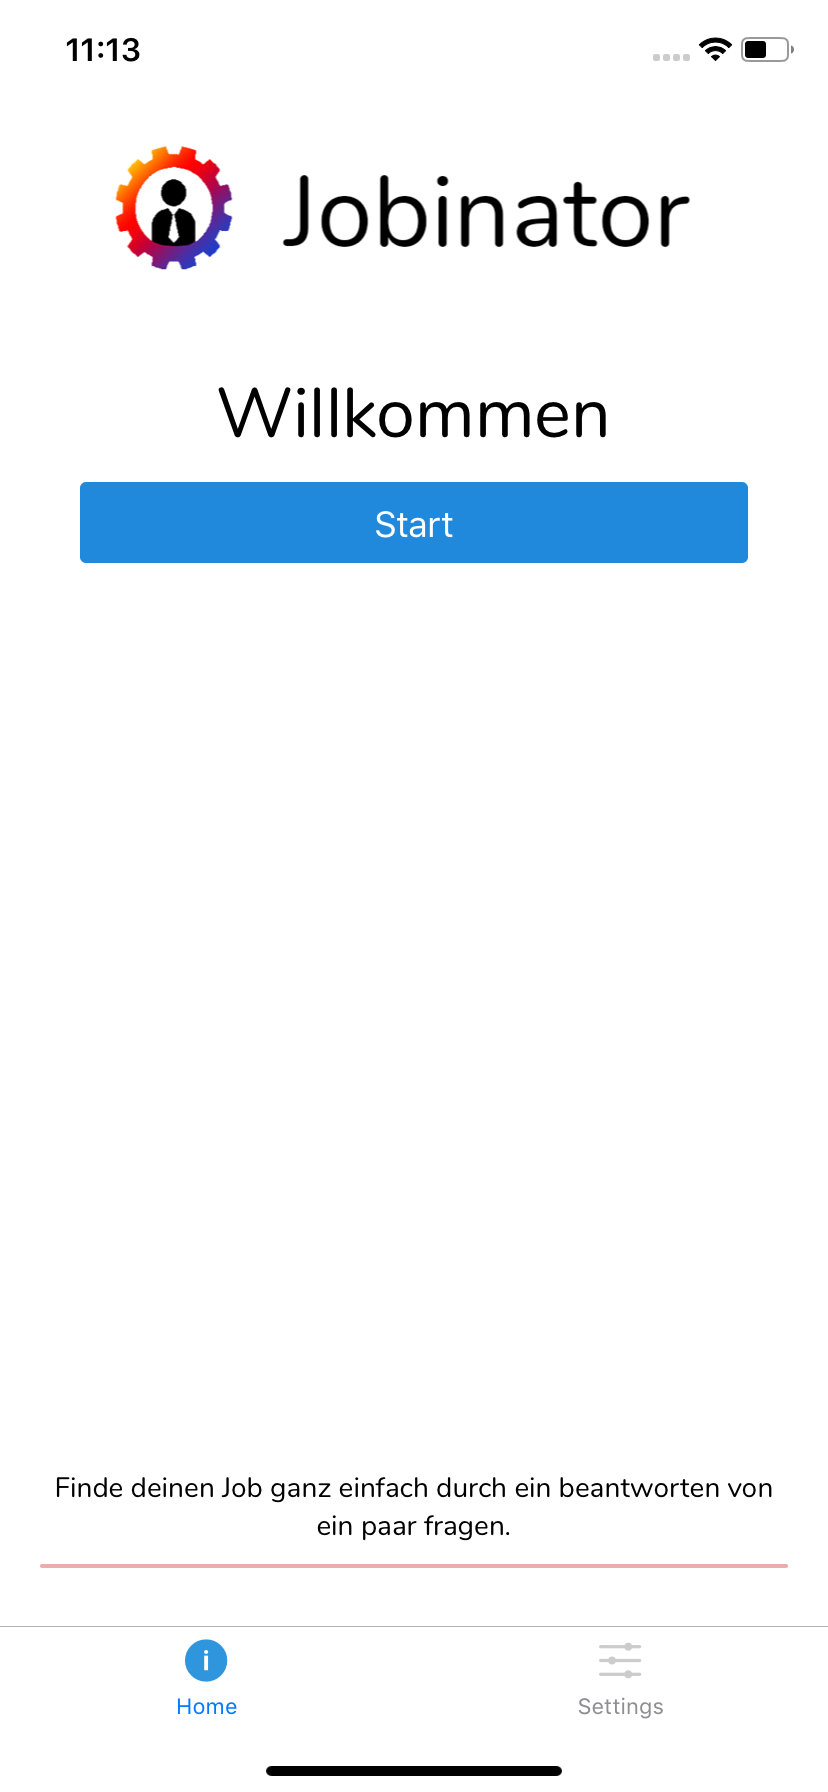 11:13
Jobinator
Willkommen
Start
Finde deinen Job ganz einfach durch ein beantworten von
ein paar fragen.
Home
Settings